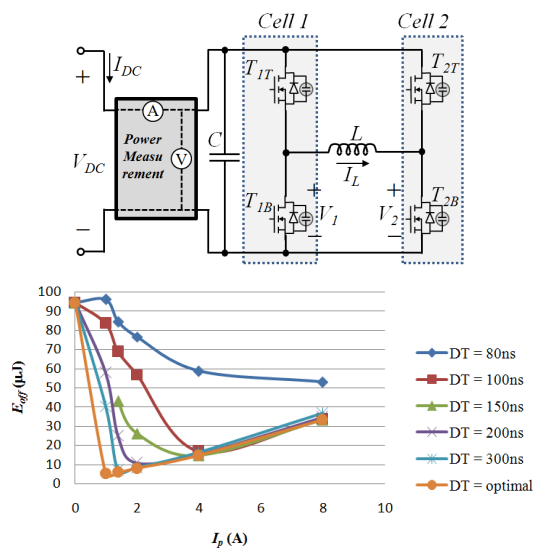 Cell 1
Cell 2
I_DC
T_1T
T_2T
+
A
Power
Measu
rement
V
V_DC
C
L
I_L
T_1B
+
V_1
−
+
V_2
−
T_2B
−
100
90
80
70
60
50
40
30
20
10
0
E_off (µJ)
0
2
4
6
8
10
I_p (A)
DT = 80ns
DT = 100ns
DT = 150ns
DT = 200ns
DT = 300ns
DT = optimal